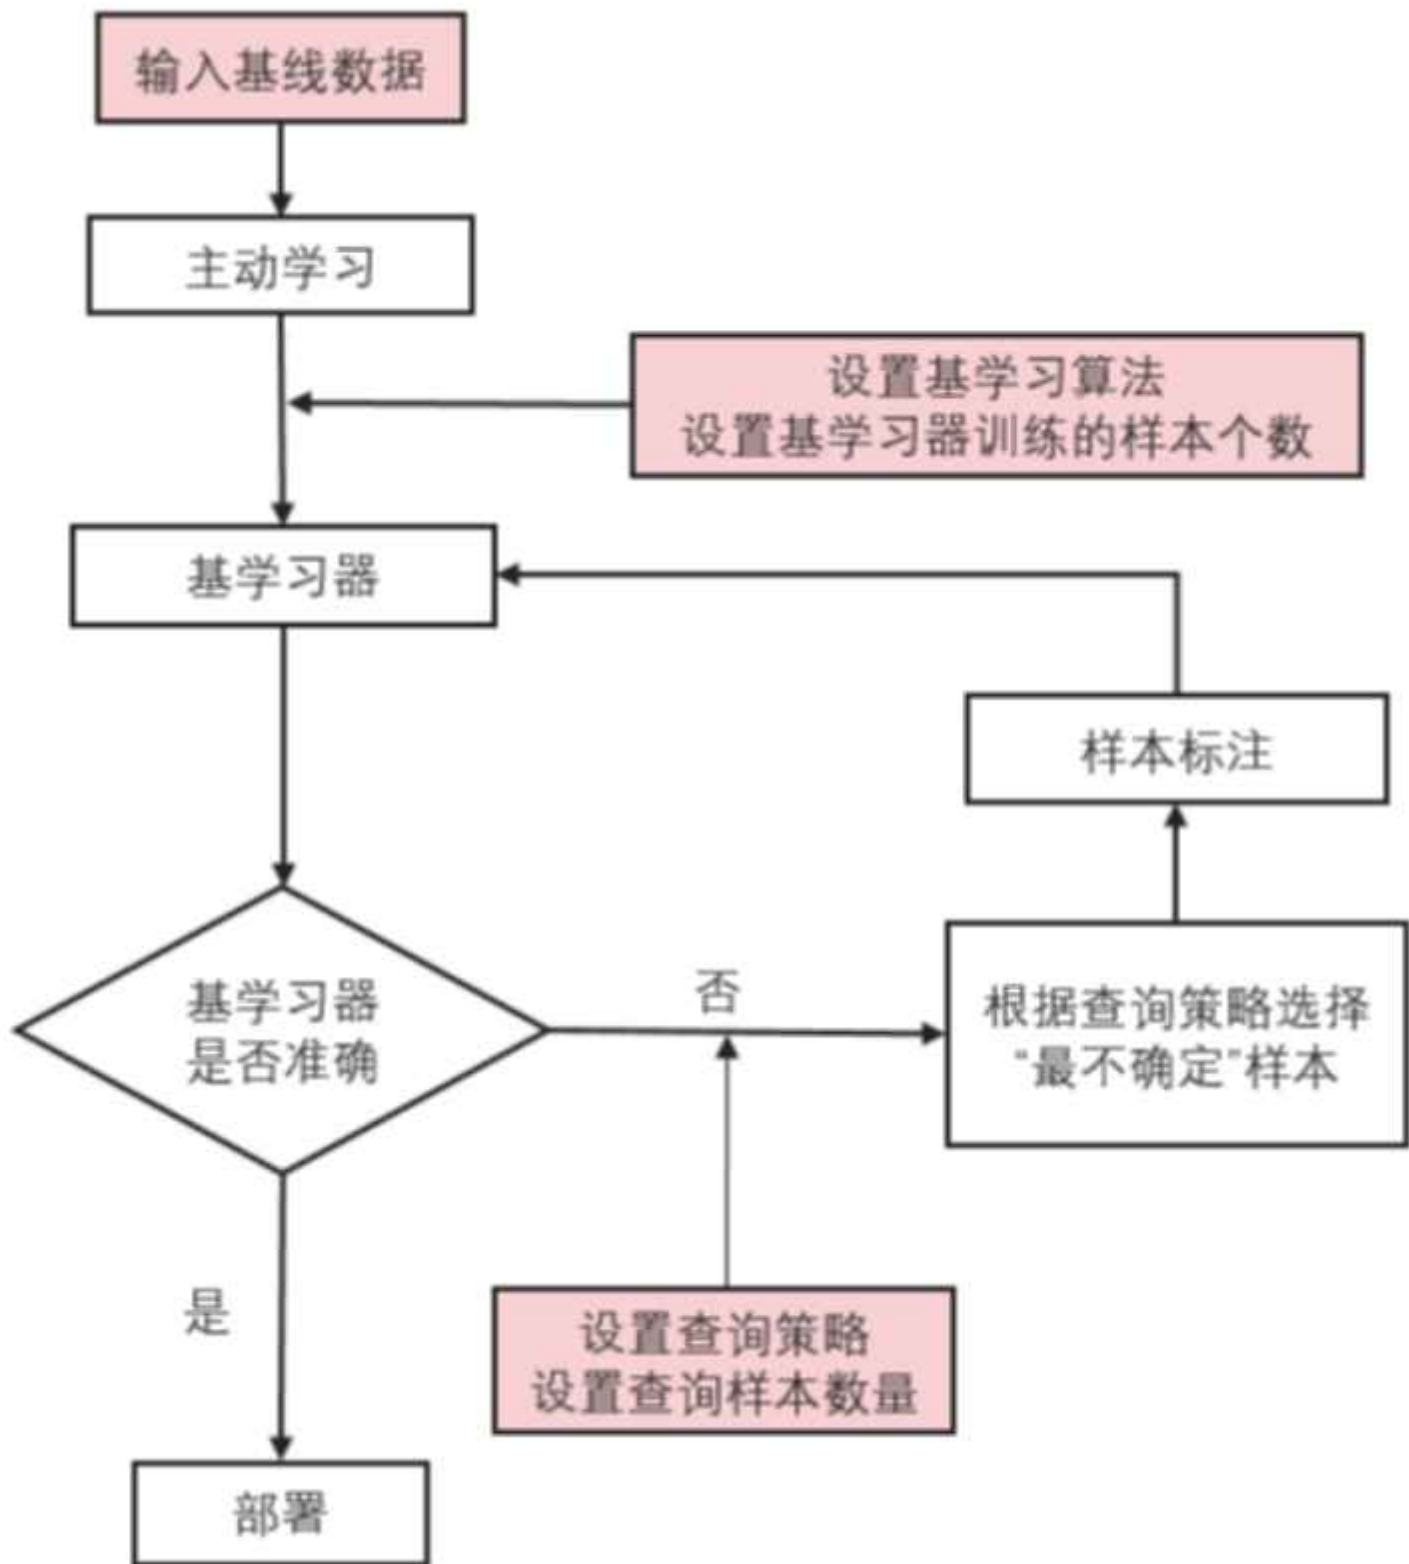 输入基线数据
主动学习
设置基学习算法
设置基学习器训练的样本个数
基学习器
样本标注
基学习器
是否准确
否
根据查询策略选择
“最不确定”样本
是
设置查询策略
设置查询样本数量
部署